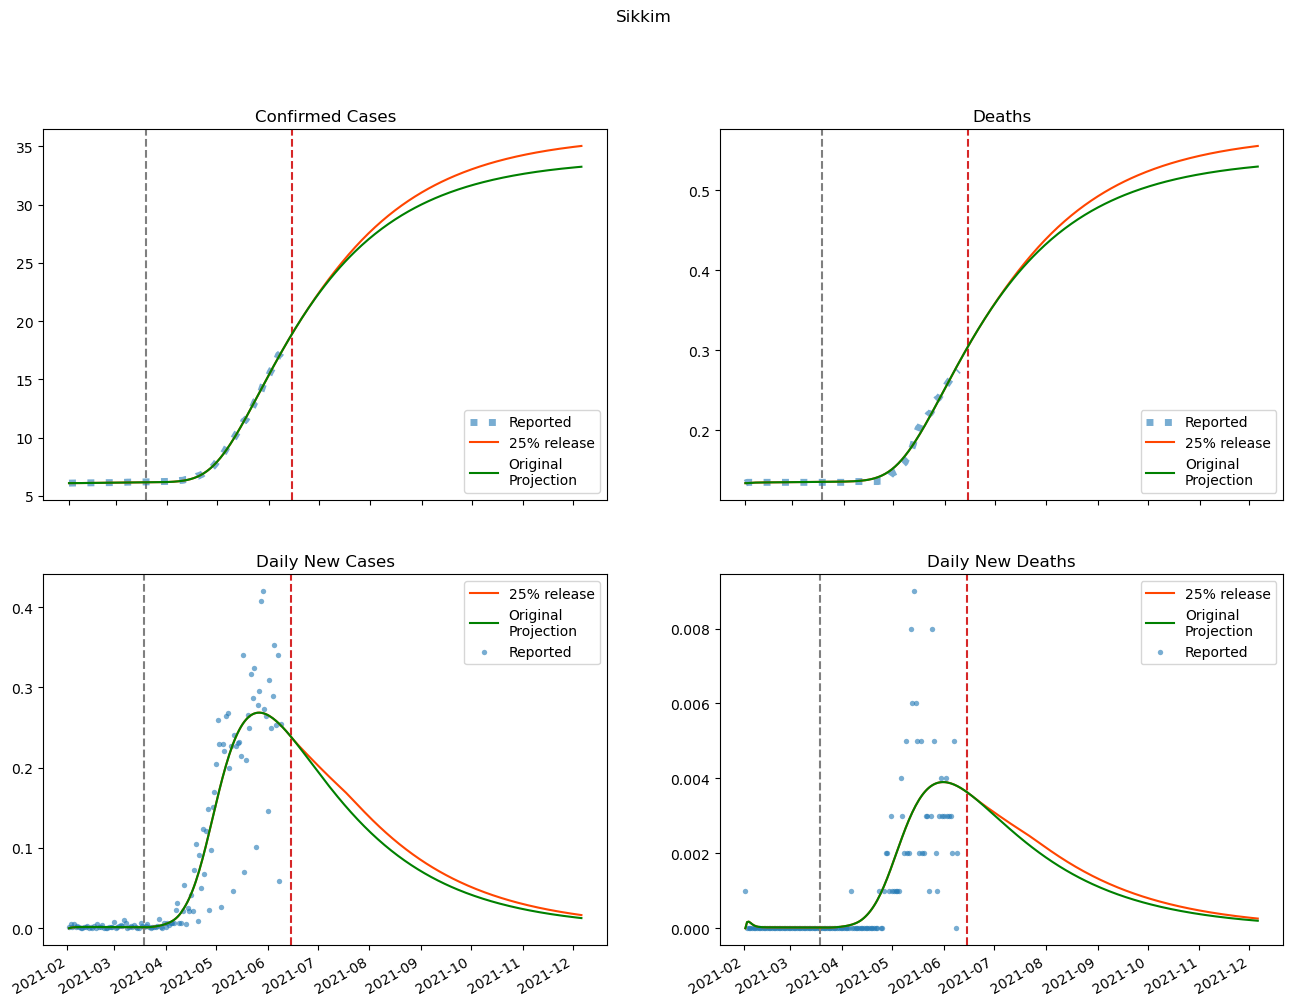 Sikkim
Confirmed Cases
35
30
25
20
15
10
5
Reported
25% release
Original
Projection
Deaths
0.5
0.4
0.3
0.2
Reported
25% release
Original
Projection
Daily New Cases
0.4
0.3
0.2
0.1
0.0
25% release
Original
Projection
Reported
2021-02
2021-03
2021-04
2021-05
2021-06
2021-07
2021-08
2021-09
2021-10
2021-11
2021-12
Daily New Deaths
0.008
0.006
0.004
0.002
0.000
25% release
Original
Projection
Reported
2021-02
2021-03
2021-04
2021-05
2021-06
2021-07
2021-08
2021-09
2021-10
2021-11
2021-12